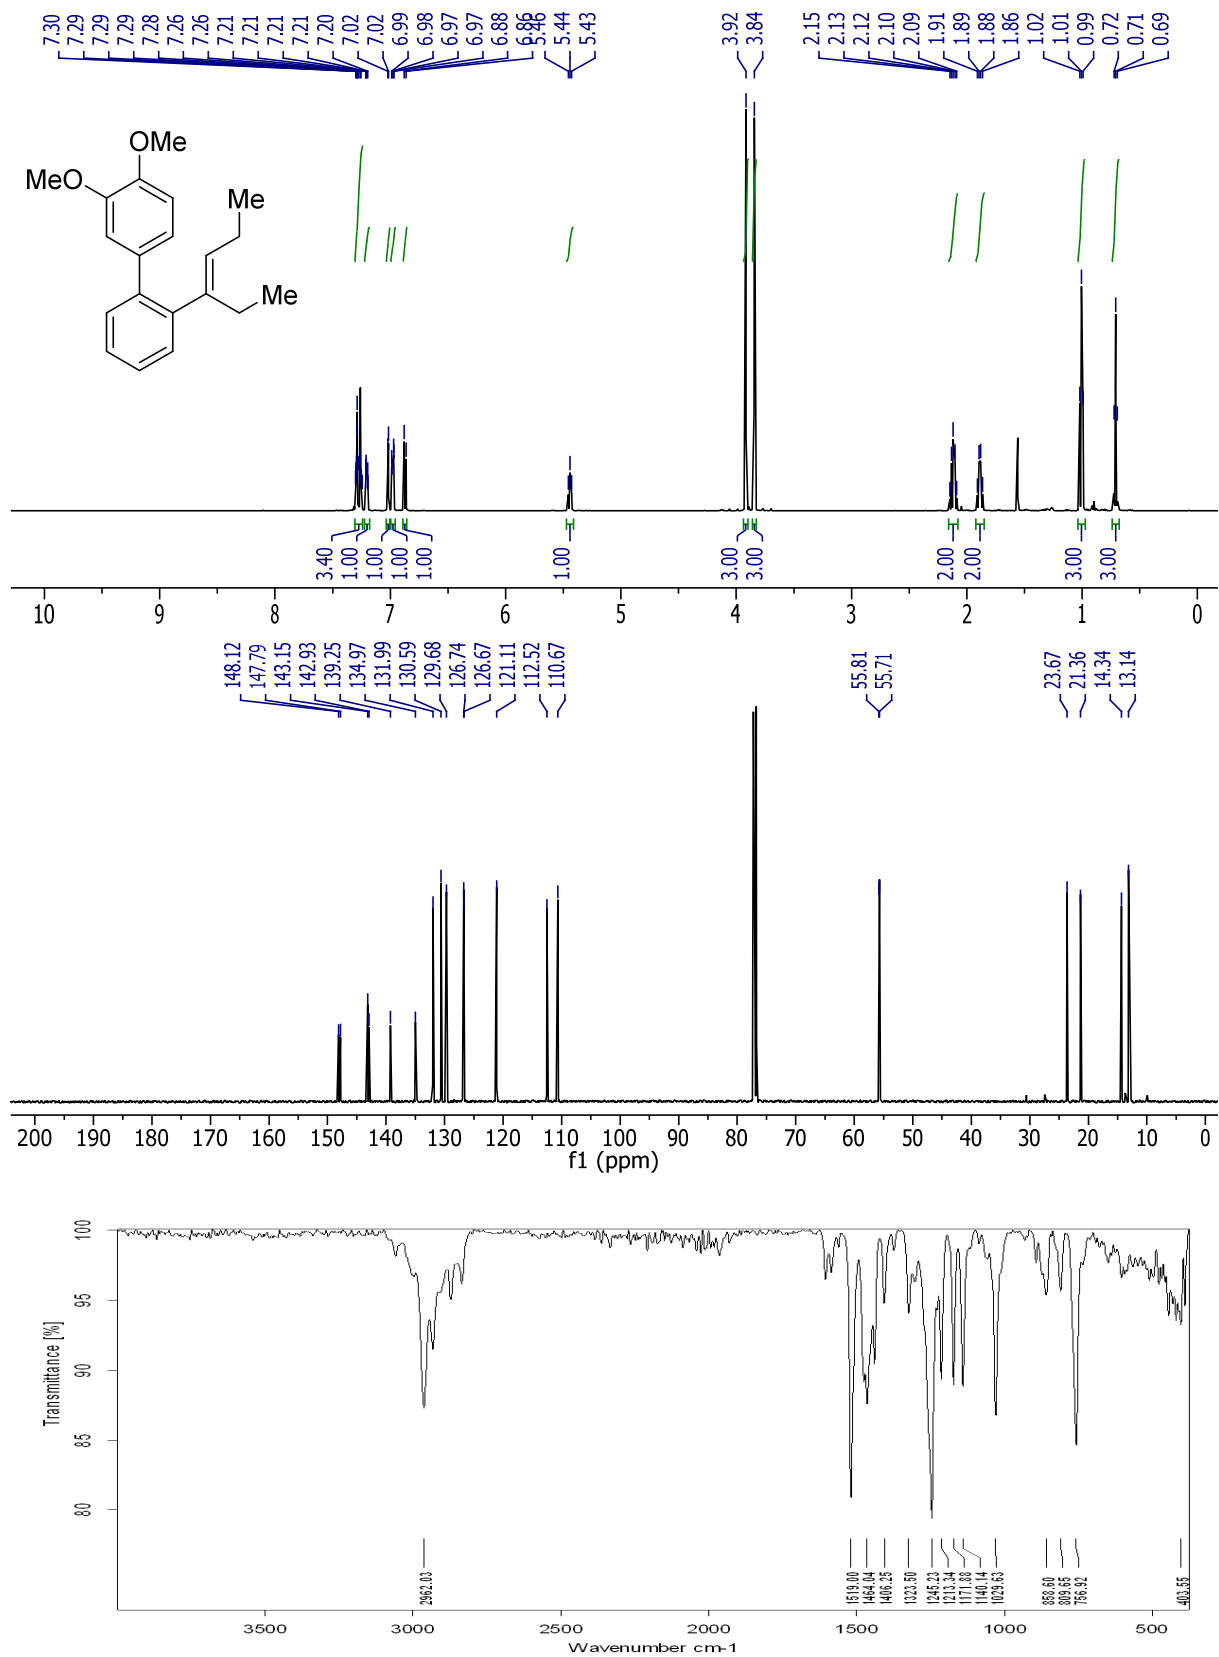 7.30 7.29 7.29 7.29 7.28 7.26 7.26 7.21 7.21 7.21 7.21 7.20 7.02 7.02 6.99 6.98 6.97 6.97 6.88 6.86 5.46 5.44 5.43 3.92 3.84 2.15 2.13 2.12 2.10 2.09 1.91 1.89 1.88 1.86 1.02 1.01 0.99 0.72 0.71 0.69
OMe
MeO
Me
Me
3.40 1.00 1.00 1.00 1.00 1.00 3.00 3.00 2.00 2.00 3.00 3.00
10 9 8 7 6 5 4 3 2 1 0
148.12 147.79 143.15 142.93 139.25 134.97 131.99 130.59 129.68 126.74 126.67 121.11 112.52 110.67 55.81 55.71 23.67 21.36 14.34 13.14
200 190 180 170 160 150 140 130 120 110 100 90 80 70 60 50 40 30 20 10 0
f1 (ppm)
Transmittance [%]
100
95
90
85
80
2962.03 1519.00 1464.04 1406.25 1323.50 1245.23 1213.34 1171.88 1140.14 1029.63 858.60 809.65 756.92 403.55
3500 3000 2500 2000 1500 1000 500
Wavenumber cm-1